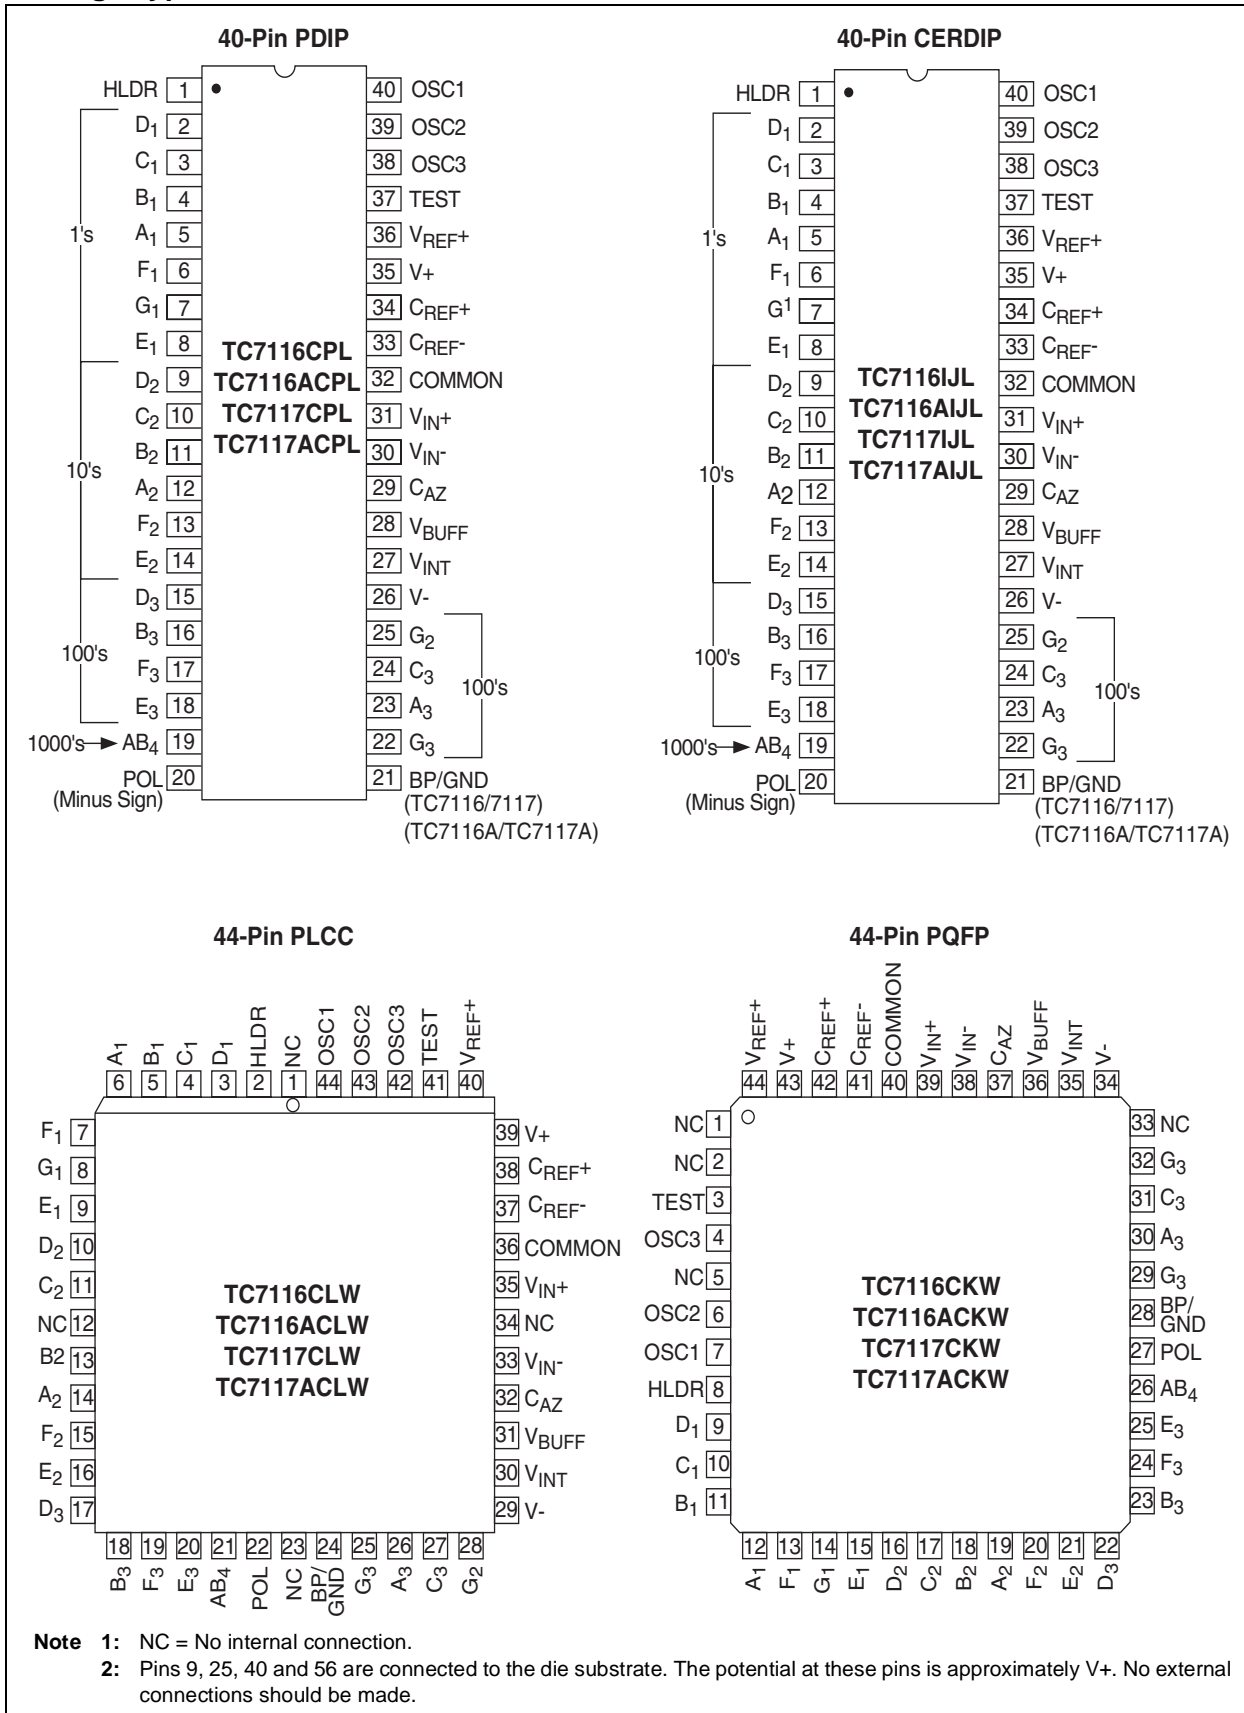 40-Pin PDIP
HLDR 1 40 OSC1
D1 2 39 OSC2
C1 3 38 OSC3
B1 4 37 TEST
1's A1 5 36 VREF+
F1 6 35 V+
G1 7 34 CREF+
E1 8 33 CREF-
D2 9 32 COMMON
C2 10 31 VIN+
B2 11 30 VIN-
10's A2 12 29 CAZ
F2 13 28 VBUFF
E2 14 27 VINT
D3 15 26 V-
B3 16 25 G2
100's F3 17 24 C3 100's
E3 18 23 A3
1000's AB4 19 22 G3
POL 20 21 BP/GND
(Minus Sign) (TC7116/7117)
(TC7116A/TC7117A)
TC7116CPL
TC7116ACPL
TC7117CPL
TC7117ACPL
40-Pin CERDIP
HLDR 1 40 OSC1
D1 2 39 OSC2
C1 3 38 OSC3
B1 4 37 TEST
1's A1 5 36 VREF+
F1 6 35 V+
G1 7 34 CREF+
E1 8 33 CREF-
D2 9 32 COMMON
C2 10 31 VIN+
B2 11 30 VIN-
10's A2 12 29 CAZ
F2 13 28 VBUFF
E2 14 27 VINT
D3 15 26 V-
B3 16 25 G2
100's F3 17 24 C3 100's
E3 18 23 A3
1000's AB4 19 22 G3
POL 20 21 BP/GND
(Minus Sign) (TC7116/7117)
(TC7116A/TC7117A)
TC7116IJL
TC7116AIJL
TC7117IJL
TC7117AIJL
44-Pin PLCC
A1 B1 C1 D1 HLDR NC OSC1 OSC2 OSC3 TEST VREF+
6 5 4 3 2 1 44 43 42 41 40
F1 7 39 V+
G1 8 38 CREF+
E1 9 37 CREF-
D2 10 36 COMMON
C2 11 35 VIN+
NC 12 34 NC
B2 13 33 VIN-
A2 14 32 CAZ
F2 15 31 VBUFF
E2 16 30 VINT
D3 17 29 V-
TC7116CLW
TC7116ACLW
TC7117CLW
TC7117ACLW
18 19 20 21 22 23 24 25 26 27 28
B3 F3 E3 AB4 POL NC BP/GND G3 A3 C3 G2
44-Pin PQFP
VREF+ V+ CREF+ CREF- COMMON VIN+ VIN- CAZ VBUFF VINT V-
44 43 42 41 40 39 38 37 36 35 34
NC 1 33 NC
NC 2 32 G3
TEST 3 31 C3
OSC3 4 30 A3
NC 5 29 G3
OSC2 6 28 BP/GND
OSC1 7 27 POL
HLDR 8 26 AB4
D1 9 25 E3
C1 10 24 F3
B1 11 23 B3
TC7116CKW
TC7116ACKW
TC7117CKW
TC7117ACKW
12 13 14 15 16 17 18 19 20 21 22
A1 F1 G1 E1 D2 C2 B2 A2 F2 E2 D3
Note 1: NC = No internal connection.
2: Pins 9, 25, 40 and 56 are connected to the die substrate. The potential at these pins is approximately V+. No external
connections should be made.